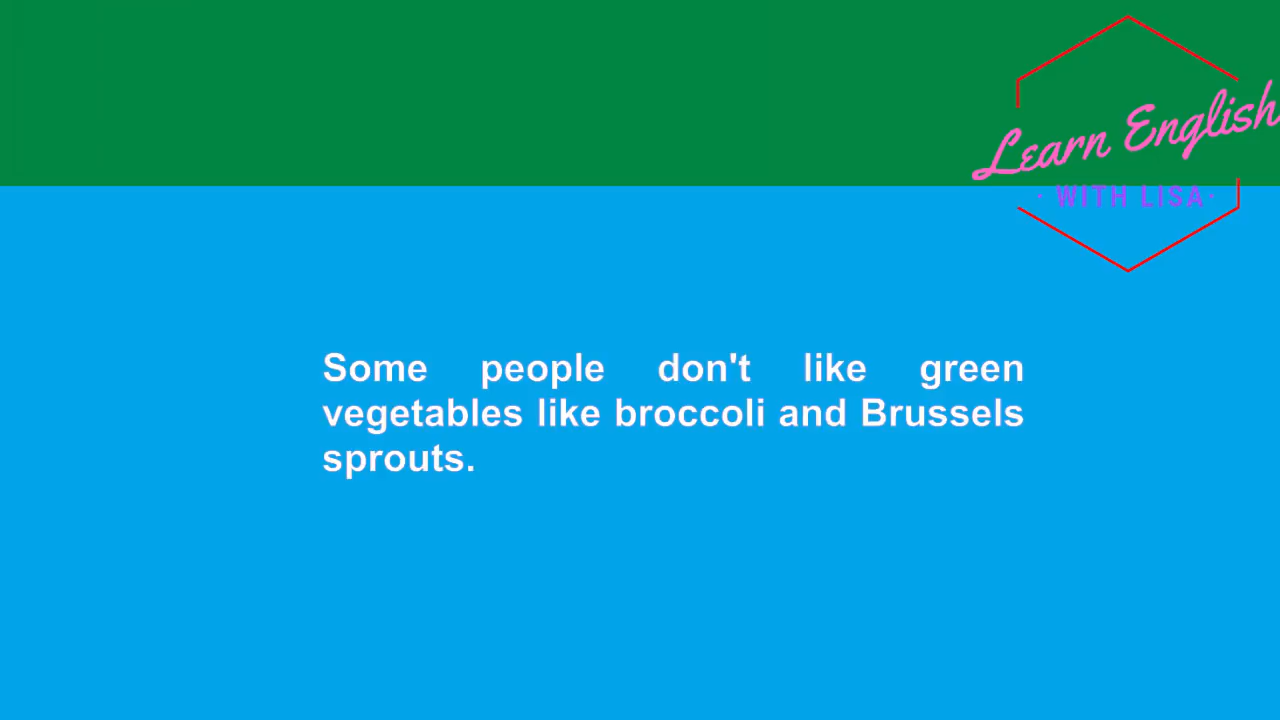 Learn English
· WITH LISA ·
Some people don't like green
vegetables like broccoli and Brussels
sprouts.